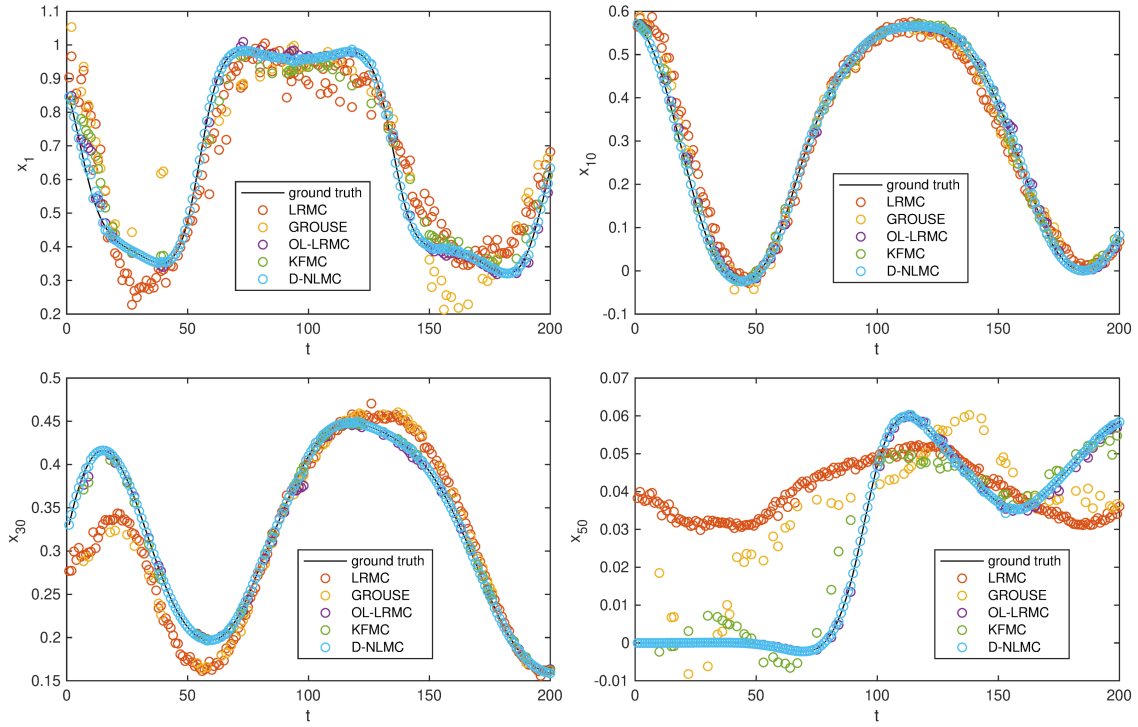 1.1
1
0.9
0.8
0.7
0.6
0.5
0.4
0.3
0.2
x1
0
50
100
150
200
t
ground truth
LRMC
GROUSE
OL-LRMC
KFMC
D-NLMC
0.6
0.5
0.4
0.3
0.2
0.1
0
-0.1
x10
0
50
100
150
200
t
ground truth
LRMC
GROUSE
OL-LRMC
KFMC
D-NLMC
0.5
0.45
0.4
0.35
0.3
0.25
0.2
0.15
x30
0
50
100
150
200
t
ground truth
LRMC
GROUSE
OL-LRMC
KFMC
D-NLMC
0.07
0.06
0.05
0.04
0.03
0.02
0.01
0
-0.01
x50
0
50
100
150
200
t
ground truth
LRMC
GROUSE
OL-LRMC
KFMC
D-NLMC